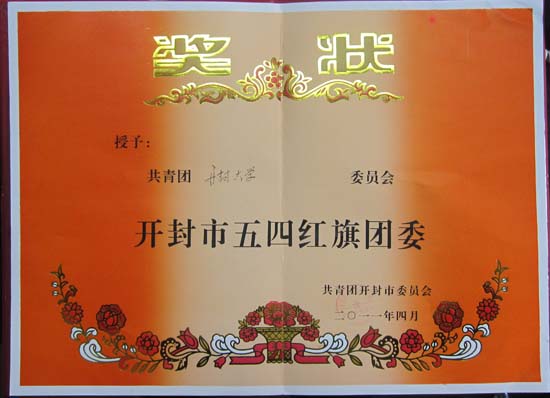 奖状
授予：
共青团 开封大学 委员会
开封市五四红旗团委
共青团开封市委员会
二〇一一年四月